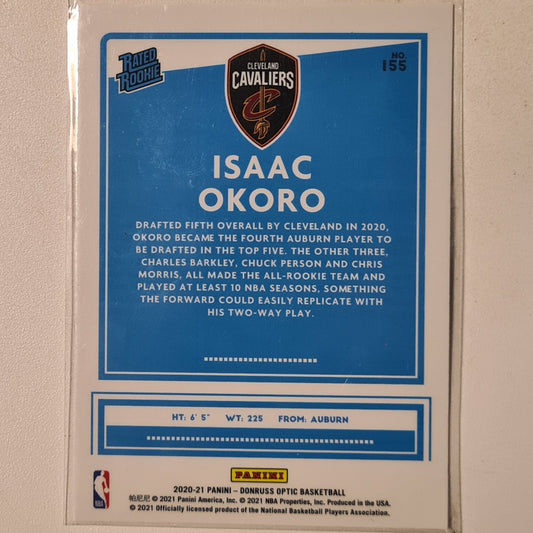 RATED
ROOKIE
CLEVELAND
CAVALIERS
C
NO.
155
ISAAC
OKORO
DRAFTED FIFTH OVERALL BY CLEVELAND IN 2020,
OKORO BECAME THE FOURTH AUBURN PLAYER TO
BE DRAFTED IN THE TOP FIVE. THE OTHER THREE,
CHARLES BARKLEY, CHUCK PERSON AND CHRIS
MORRIS, ALL MADE THE ALL-ROOKIE TEAM AND
PLAYED AT LEAST 10 NBA SEASONS, SOMETHING
THE FORWARD COULD EASILY REPLICATE WITH
HIS TWO-WAY PLAY.
HT: 6' 5" WT: 225 FROM: AUBURN
NBA
PANINI
2020-21 PANINI – DONRUSS OPTIC BASKETBALL
帕尼尼 © 2021 Panini America, Inc. © 2021 NBA Properties, Inc. Produced in the USA.
© 2021 Officially licensed product of the National Basketball Players Association.